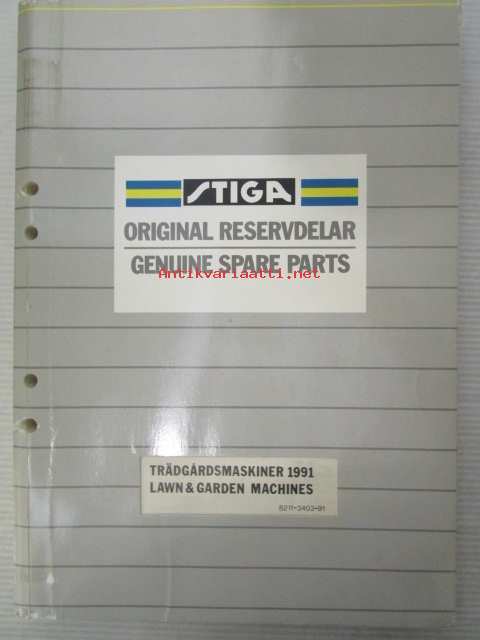 STIGA
ORIGINAL RESERVDELAR
GENUINE SPARE PARTS
Antikvariaatti.net
TRÄDGÅRDSMASKINER 1991
LAWN & GARDEN MACHINES
8211-3403-91